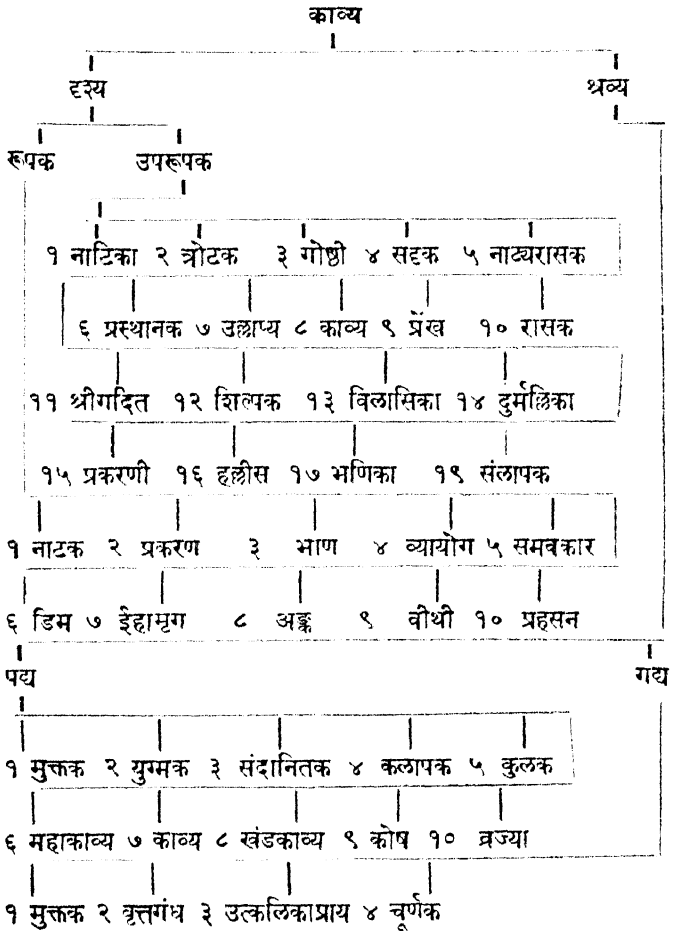 काव्य
दृश्य श्रव्य
रूपक उपरूपक
१ नाटिका २ त्रोटक ३ गोष्ठी ४ सट्टक ५ नाट्यरासक
६ प्रस्थानक ७ उल्लाप्य ८ काव्य ९ प्रेंख १० रासक
११ श्रीगदित १२ शिल्पक १३ विलासिका १४ दुर्मल्लिका
१५ प्रकरणी १६ हल्लीस १७ भणिका १९ संलापक
१ नाटक २ प्रकरण ३ भाण ४ व्यायोग ५ समवकार
६ डिम ७ ईहामृग ८ अङ्क ९ वीथी १० प्रहसन
पद्य गद्य
१ मुक्तक २ युग्मक ३ संदानितक ४ कलापक ५ कुलक
६ महाकाव्य ७ काव्य ८ खंडकाव्य ९ कोष १० व्रज्या
१ मुक्तक २ वृत्तगंध ३ उत्कलिकाप्राय ४ चूर्णक